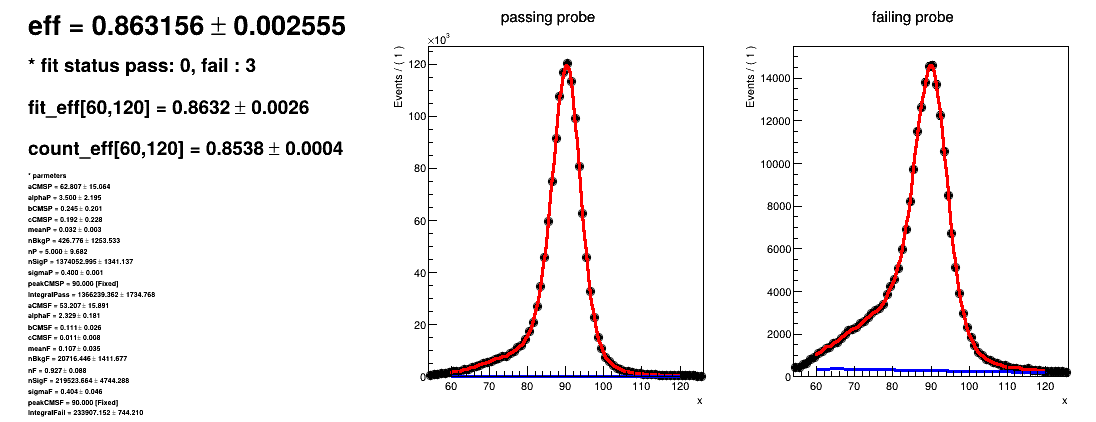 eff = 0.863156 ± 0.002555
* fit status pass: 0, fail : 3
fit_eff[60,120] = 0.8632 ± 0.0026
count_eff[60,120] = 0.8538 ± 0.0004
* parmeters
aCMSP = 62.807 ± 15.064
alphaP = 3.500 ± 2.195
bCMSP = 0.245 ± 0.201
cCMSP = 0.192 ± 0.228
meanP = 0.032 ± 0.003
nBkgP = 426.776 ± 1253.533
nP = 5.000 ± 9.682
nSigP = 1374052.995 ± 1341.137
sigmaP = 0.400 ± 0.001
peakCMSP = 90.000 [Fixed]
integralPass = 1366239.362 ± 1734.768
aCMSF = 53.207 ± 15.891
alphaF = 2.329 ± 0.181
bCMSF = 0.111 ± 0.026
cCMSF = 0.011 ± 0.008
meanF = 0.107 ± 0.035
nBkgF = 20716.446 ± 1411.677
nF = 0.927 ± 0.088
nSigF = 219523.664 ± 4744.288
sigmaF = 0.404 ± 0.046
peakCMSF = 90.000 [Fixed]
integralFail = 233907.152 ± 744.210
passing probe
×10³
Events / ( 1 )
120
100
80
60
40
20
0
60 70 80 90 100 110 120
x
failing probe
Events / ( 1 )
14000
12000
10000
8000
6000
4000
2000
0
60 70 80 90 100 110 120
x